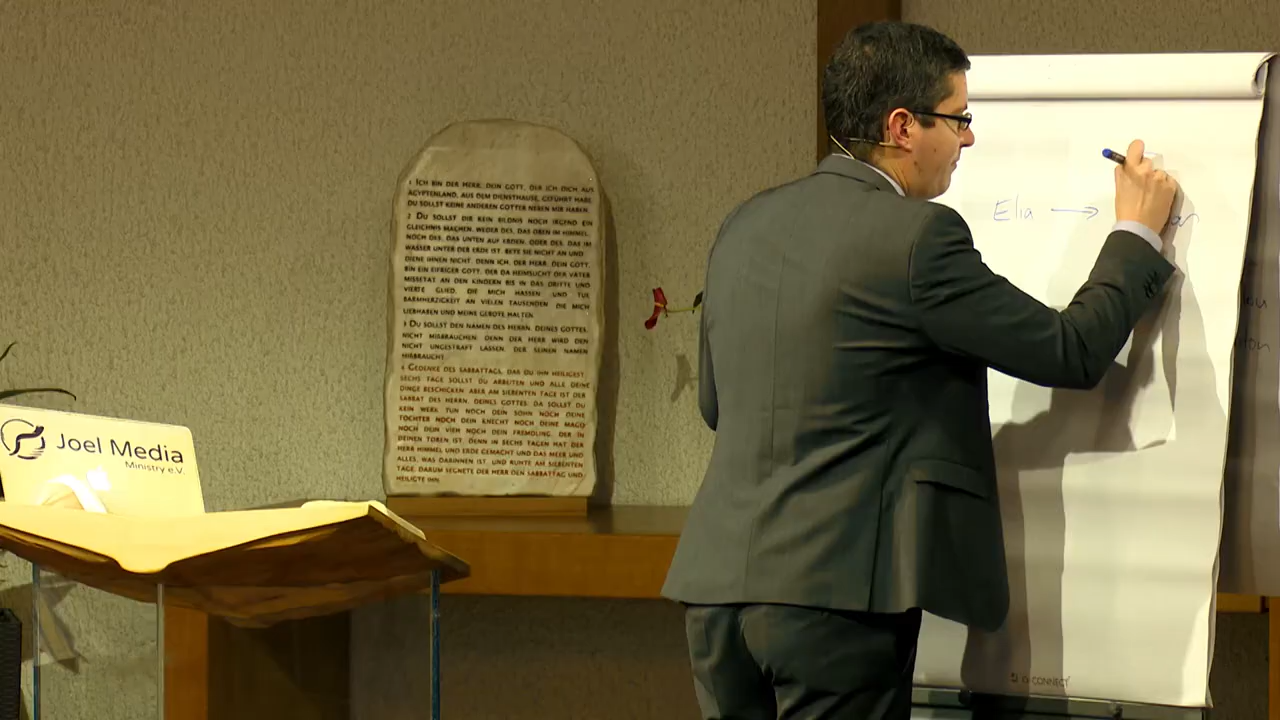 1 ICH BIN DER HERR, DEIN GOTT, DER ICH DICH AUS
ÄGYPTENLAND, AUS DEM DIENSTHAUSE, GEFÜHRT HABE.
DU SOLLST KEINE ANDEREN GÖTTER NEBEN MIR HABEN.
2 DU SOLLST DIR KEIN BILDNIS NOCH IRGEND EIN
GLEICHNIS MACHEN, WEDER DES, DAS OBEN IM HIMMEL,
NOCH DES, DAS UNTEN AUF ERDEN, ODER DES, DAS IM
WASSER UNTER DER ERDE IST. BETE SIE NICHT AN UND
DIENE IHNEN NICHT. DENN ICH, DER HERR, DEIN GOTT,
BIN EIN EIFRIGER GOTT, DER DA HEIMSUCHT DER VÄTER
MISSETAT AN DEN KINDERN BIS IN DAS DRITTE UND
VIERTE GLIED, DIE MICH HASSEN UND TUE
BARMHERZIGKEIT AN VIELEN TAUSENDEN DIE MICH
LIEBHABEN UND MEINE GEBOTE HALTEN.
3 DU SOLLST DEN NAMEN DES HERRN, DEINES GOTTES,
NICHT MIßBRAUCHEN DENN DER HERR WIRD DEN
NICHT UNGESTRAFT LASSEN, DER SEINEN NAMEN
MIßBRAUCHT.
4 GEDENKE DES SABBATTAGS, DAß DU IHN HEILIGEST.
SECHS TAGE SOLLST DU ARBEITEN UND ALLE DEINE
DINGE BESCHICKEN. ABER AM SIEBENTEN TAGE IST DER
SABBAT DES HERRN, DEINES GOTTES. DA SOLLST DU
KEIN WERK TUN NOCH DEIN SOHN NOCH DEINE
TOCHTER NOCH DEIN KNECHT NOCH DEINE MAGD
NOCH DEIN VIEH NOCH DEIN FREMDLING, DER IN
DEINEN TOREN IST. DENN IN SECHS TAGEN HAT DER
HERR HIMMEL UND ERDE GEMACHT UND DAS MEER UND
ALLES, WAS DARINNEN IST, UND RUHTE AM SIEBENTEN
TAGE. DARUM SEGNETE DER HERR DEN SABBATTAG UND
HEILIGTE IHN.
Joel Media
Ministry e.V.
Elia →